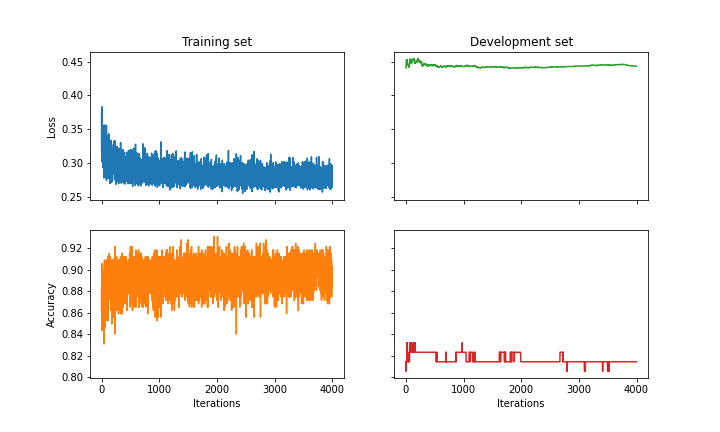 Training set
Development set
0.45
0.40
0.35
0.30
0.25
Loss
0.92
0.90
0.88
0.86
0.84
0.82
0.80
Accuracy
0 1000 2000 3000 4000
0 1000 2000 3000 4000
Iterations
Iterations